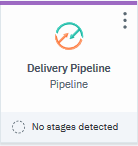 Delivery Pipeline
Pipeline
No stages detected